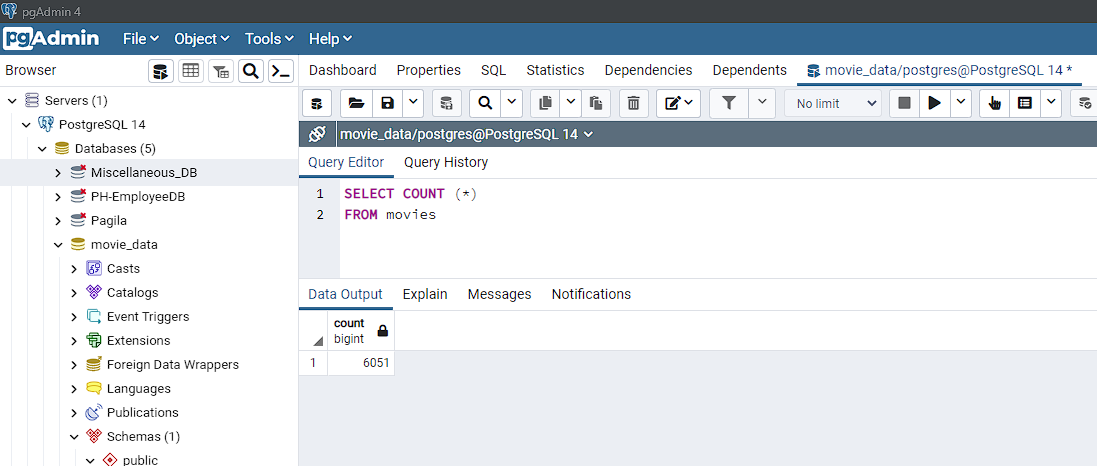 pgAdmin 4
pgAdmin File Object Tools Help
Browser
Dashboard Properties SQL Statistics Dependencies Dependents movie_data/postgres@PostgreSQL 14 *
No limit
Servers (1)
PostgreSQL 14
Databases (5)
Miscellaneous_DB
PH-EmployeeDB
Pagila
movie_data
Casts
Catalogs
Event Triggers
Extensions
Foreign Data Wrappers
Languages
Publications
Schemas (1)
public
movie_data/postgres@PostgreSQL 14
Query Editor Query History
1 SELECT COUNT (*)
2 FROM movies
Data Output Explain Messages Notifications
count
bigint
1 6051